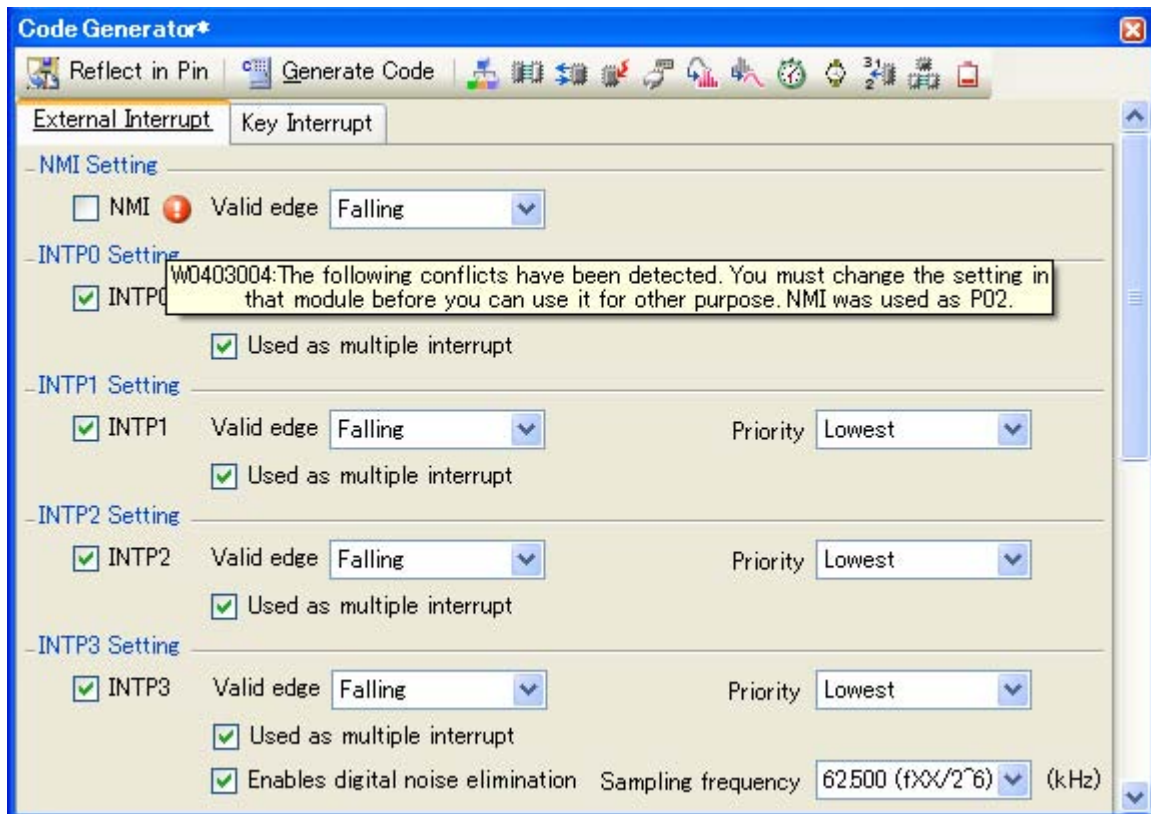 Code Generator*
Reflect in Pin Generate Code
External Interrupt Key Interrupt
NMI Setting
NMI Valid edge Falling
INTP0 Setting
W0403004:The following conflicts have been detected. You must change the setting in
INTP0 that module before you can use it for other purpose. NMI was used as P02.
Used as multiple interrupt
INTP1 Setting
INTP1 Valid edge Falling Priority Lowest
Used as multiple interrupt
INTP2 Setting
INTP2 Valid edge Falling Priority Lowest
Used as multiple interrupt
INTP3 Setting
INTP3 Valid edge Falling Priority Lowest
Used as multiple interrupt
Enables digital noise elimination Sampling frequency 62.500 (fXX/2^6) (kHz)